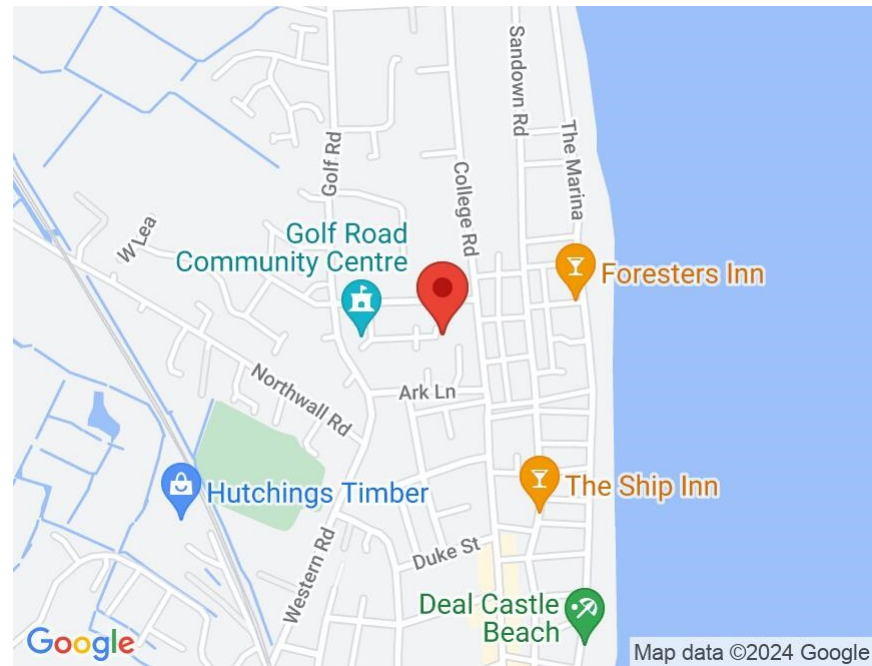 Sandown Rd
The Marina
Golf Rd
College Rd
W Lea
Golf Road
Community Centre
Foresters Inn
Northwall Rd
Ark Ln
Hutchings Timber
The Ship Inn
Western Rd
Duke St
Deal Castle
Beach
Google
Map data ©2024 Google